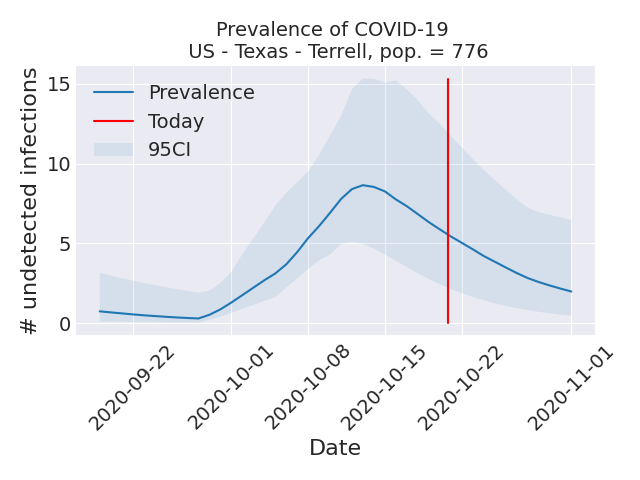 Prevalence of COVID-19
US - Texas - Terrell, pop. = 776
# undetected infections
15
10
5
0
Prevalence
Today
95CI
2020-09-22
2020-10-01
2020-10-08
2020-10-15
2020-10-22
2020-11-01
Date